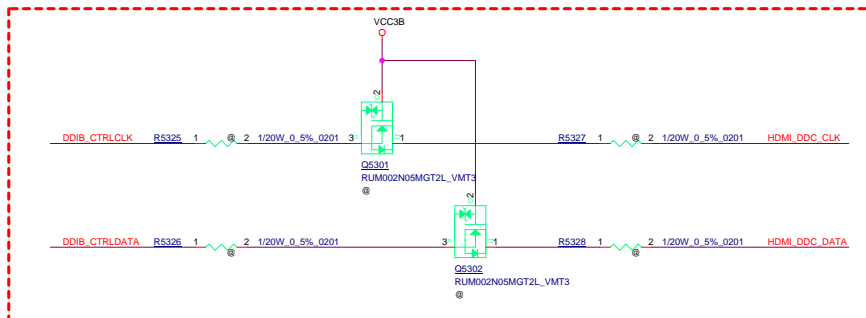 VCC3B
2
DDIB_CTRLCLK R5325 1 @ 2 1/20W_0_5%_0201 3 1 R5327 1 @ 2 1/20W_0_5%_0201 HDMI_DDC_CLK
Q5301
RUM002N05MGT2L_VMT3
@
2
DDIB_CTRLDATA R5326 1 2 1/20W_0_5%_0201 3 1 R5328 1 2 1/20W_0_5%_0201 HDMI_DDC_DATA
@ @
Q5302
RUM002N05MGT2L_VMT3
@